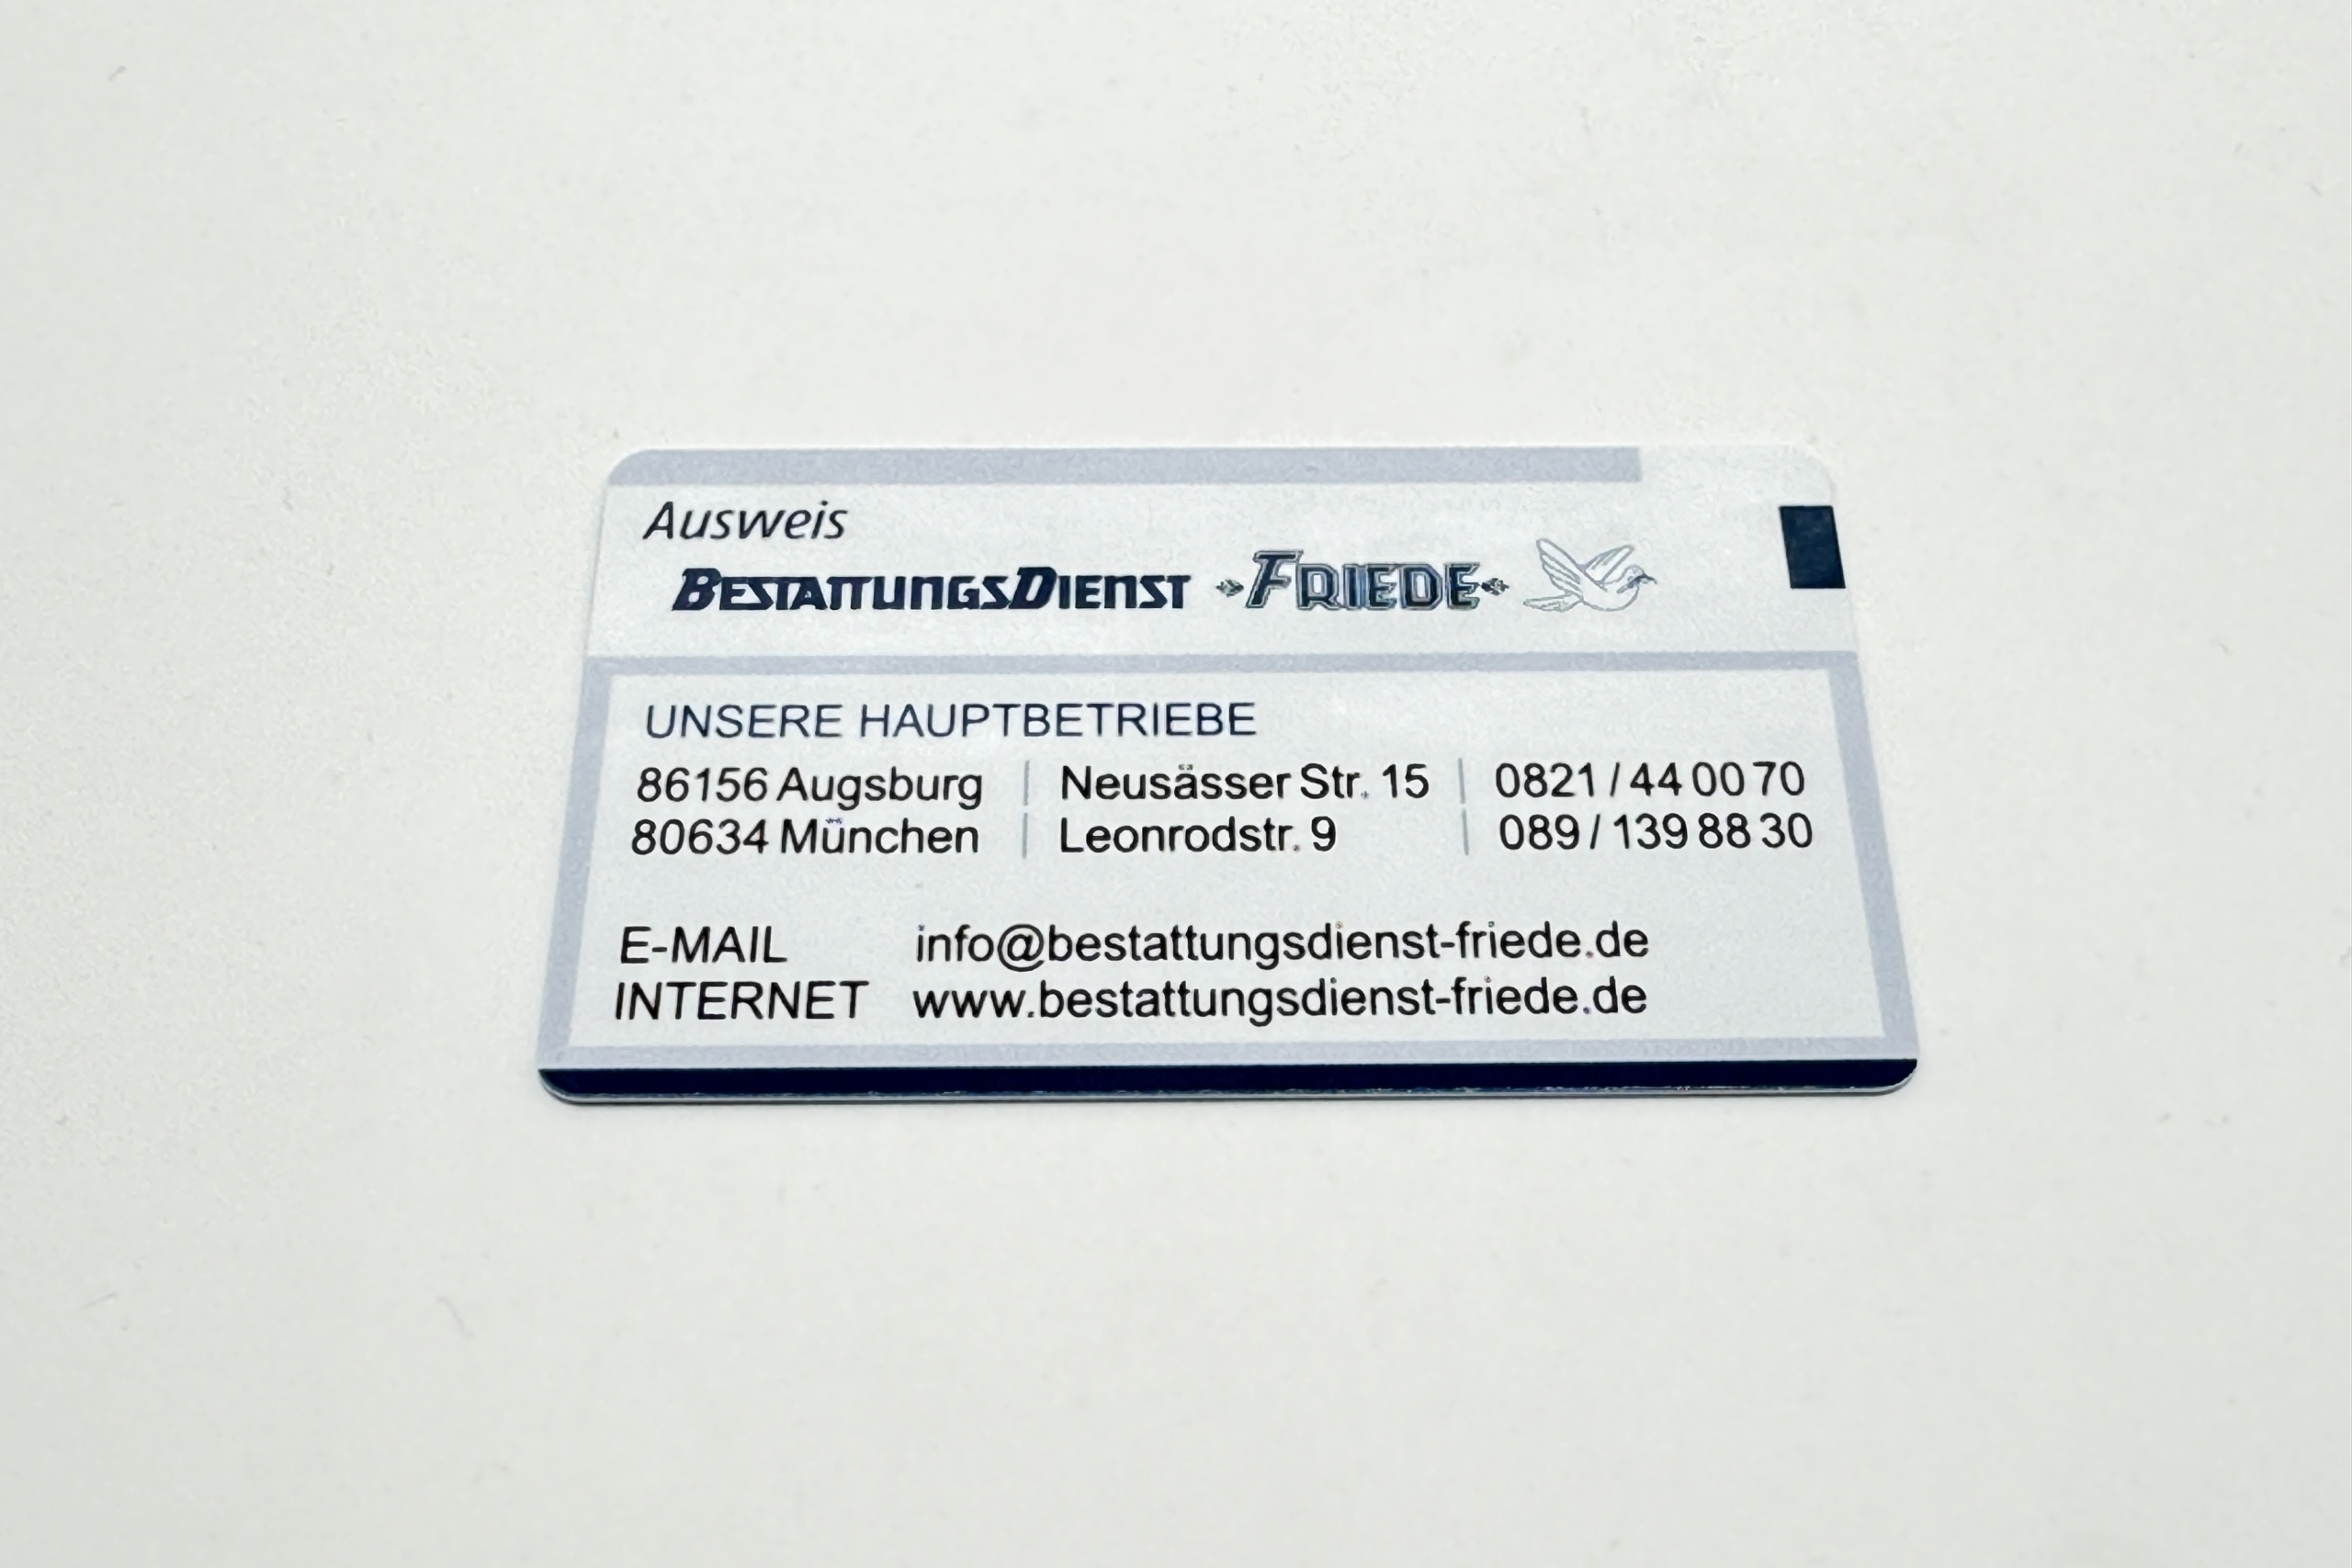 Ausweis
BESTATTUNGSDIENST FRIEDE
UNSERE HAUPTBETRIEBE
86156 Augsburg | Neusässer Str. 15 | 0821 / 44 00 70
80634 München | Leonrodstr. 9 | 089 / 139 88 30
E-MAIL info@bestattungsdienst-friede.de
INTERNET www.bestattungsdienst-friede.de